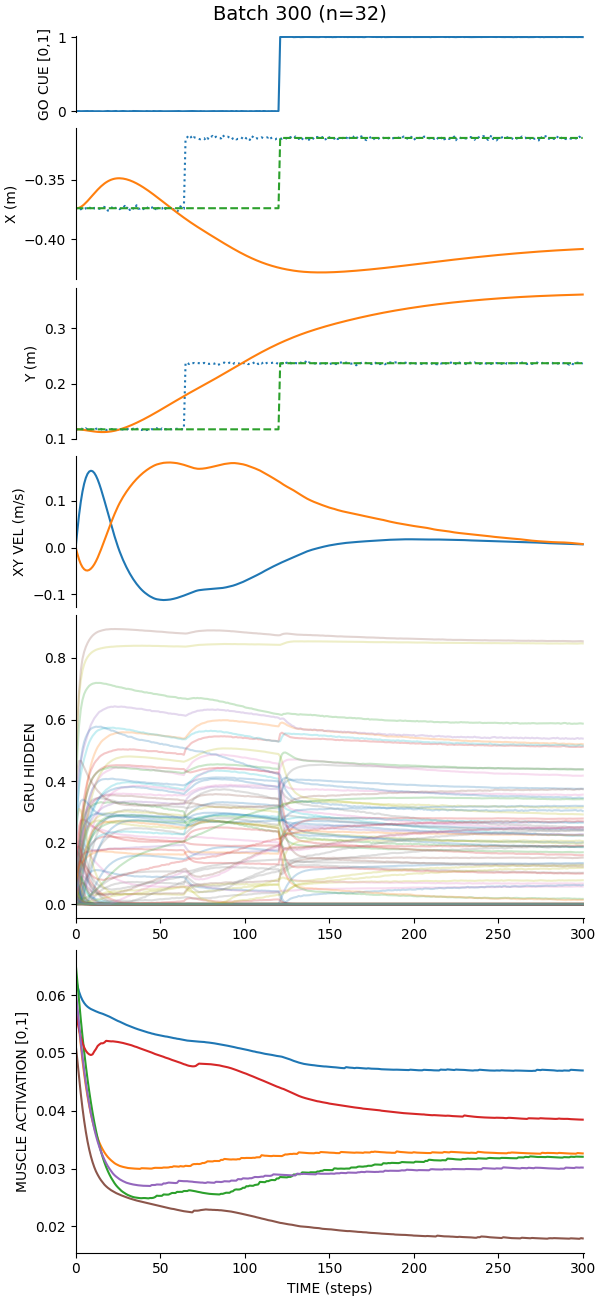 Batch 300 (n=32)
GO CUE [0,1]
1
0
X (m)
−0.35
−0.40
Y (m)
0.3
0.2
0.1
XY VEL (m/s)
0.1
0.0
−0.1
GRU HIDDEN
0.8
0.6
0.4
0.2
0.0
0 50 100 150 200 250 300
MUSCLE ACTIVATION [0,1]
0.06
0.05
0.04
0.03
0.02
0 50 100 150 200 250 300
TIME (steps)